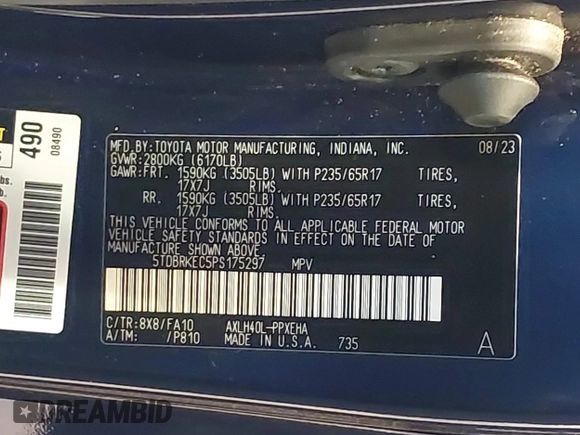 MFD.BY:TOYOTA MOTOR MANUFACTURING, INDIANA, INC. 08/23
GVWR:2800KG (6170LB)
GAWR:FRT. 1590KG (3505LB) WITH P235/65R17 TIRES,
17X7J RIMS.
RR. 1590KG (3505LB) WITH P235/65R17 TIRES,
17X7J RIMS.
THIS VEHICLE CONFORMS TO ALL APPLICABLE FEDERAL MOTOR
VEHICLE SAFETY STANDARDS IN EFFECT ON THE DATE OF
MANUFACTURE SHOWN ABOVE.
5TDBRKEC5PS175297 MPV
C/TR:8X8/FA10 AXLH40L-PPXEHA
A/TM: /P810 MADE IN U.S.A. 735
A
490
08490
lbs.
DREAMBID